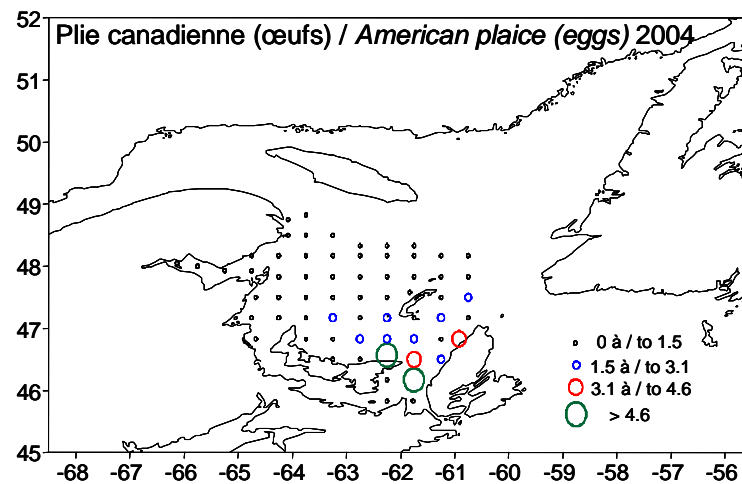 Plie canadienne (œufs) / American plaice (eggs) 2004
52
51
50
49
48
47
46
45
0 à / to 1.5
1.5 à / to 3.1
3.1 à / to 4.6
> 4.6
-68 -67 -66 -65 -64 -63 -62 -61 -60 -59 -58 -57 -56